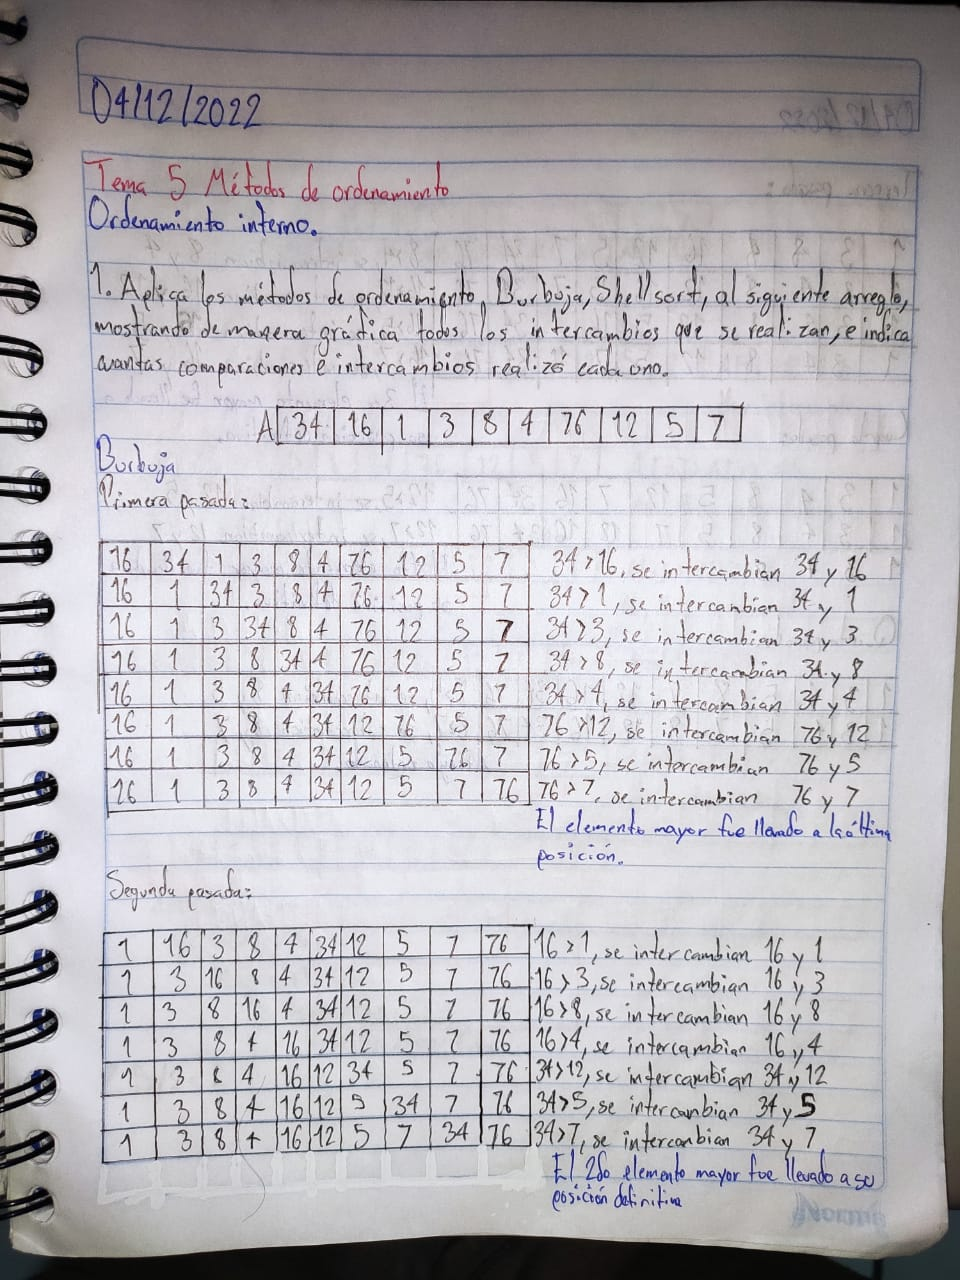 04/12/2022
Tema 5 Métodos de ordenamiento
Ordenamiento interno.
1. Aplica los métodos de ordenamiento, Burbuja, Shell sort, al siguiente arreglo,
mostrando de manera gráfica todos los intercambios que se realizan, e indica
cuantas comparaciones e intercambios realizó cada uno.
A 34 16 1 3 8 4 76 12 5 7
Burbuja
Primera pasada:
16 34 1 3 8 4 76 12 5 7 34>16, se intercambian 34 y 16
16 1 34 3 8 4 76 12 5 7 34>1, se intercambian 34 y 1
16 1 3 34 8 4 76 12 5 7 34>3, se intercambian 34 y 3
16 1 3 8 34 4 76 12 5 7 34>8, se intercambian 34 y 8
16 1 3 8 4 34 76 12 5 7 34>4, se intercambian 34 y 4
16 1 3 8 4 34 12 76 5 7 76>12, se intercambian 76 y 12
16 1 3 8 4 34 12 5 76 7 76>5, se intercambian 76 y 5
16 1 3 8 4 34 12 5 7 76 76>7, se intercambian 76 y 7
El elemento mayor fue llevado a la última
posición.
Segunda pasada:
1 16 3 8 4 34 12 5 7 76 16>1, se intercambian 16 y 1
1 3 16 8 4 34 12 5 7 76 16>3, se intercambian 16 y 3
1 3 8 16 4 34 12 5 7 76 16>8, se intercambian 16 y 8
1 3 8 4 16 34 12 5 7 76 16>4, se intercambian 16 y 4
1 3 8 4 16 12 34 5 7 76 34>12, se intercambian 34 y 12
1 3 8 4 16 12 5 34 7 76 34>5, se intercambian 34 y 5
1 3 8 4 16 12 5 7 34 76 34>7, se intercambian 34 y 7
El 2do elemento mayor fue llevado a su
posición definitiva